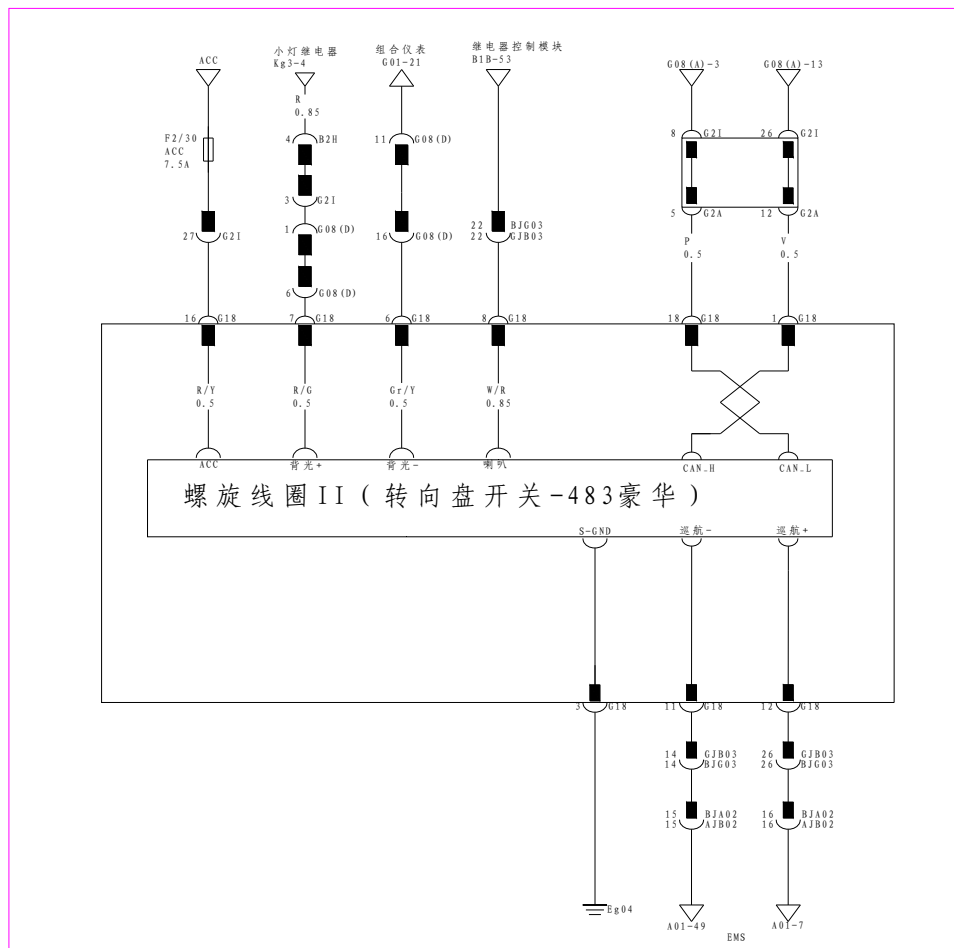 ACC
小灯继电器
Kg3-4
组合仪表
G01-21
继电器控制模块
B1B-53
G08(A)-3
G08(A)-13
R
0.85
F2/30
ACC
7.5A
4 B2H
11 G08(D)
8 G2I
26 G2I
3 G2I
5 G2A
12 G2A
27 G2I
1 G08(D)
16 G08(D)
22 BJG03
22 GJB03
P
0.5
V
0.5
6 G08(D)
16 G18
7 G18
6 G18
8 G18
18 G18
1 G18
R/Y
0.5
R/G
0.5
Gr/Y
0.5
W/R
0.85
ACC
背光+
背光-
喇叭
CAN_H
CAN_L
螺旋线圈II(转向盘开关-483豪华)
S-GND
巡航-
巡航+
3 G18
11 G18
12 G18
14 GJB03
14 BJG03
26 GJB03
26 BJG03
15 BJA02
15 AJB02
16 BJA02
16 AJB02
Eg04
A01-49
A01-7
EMS